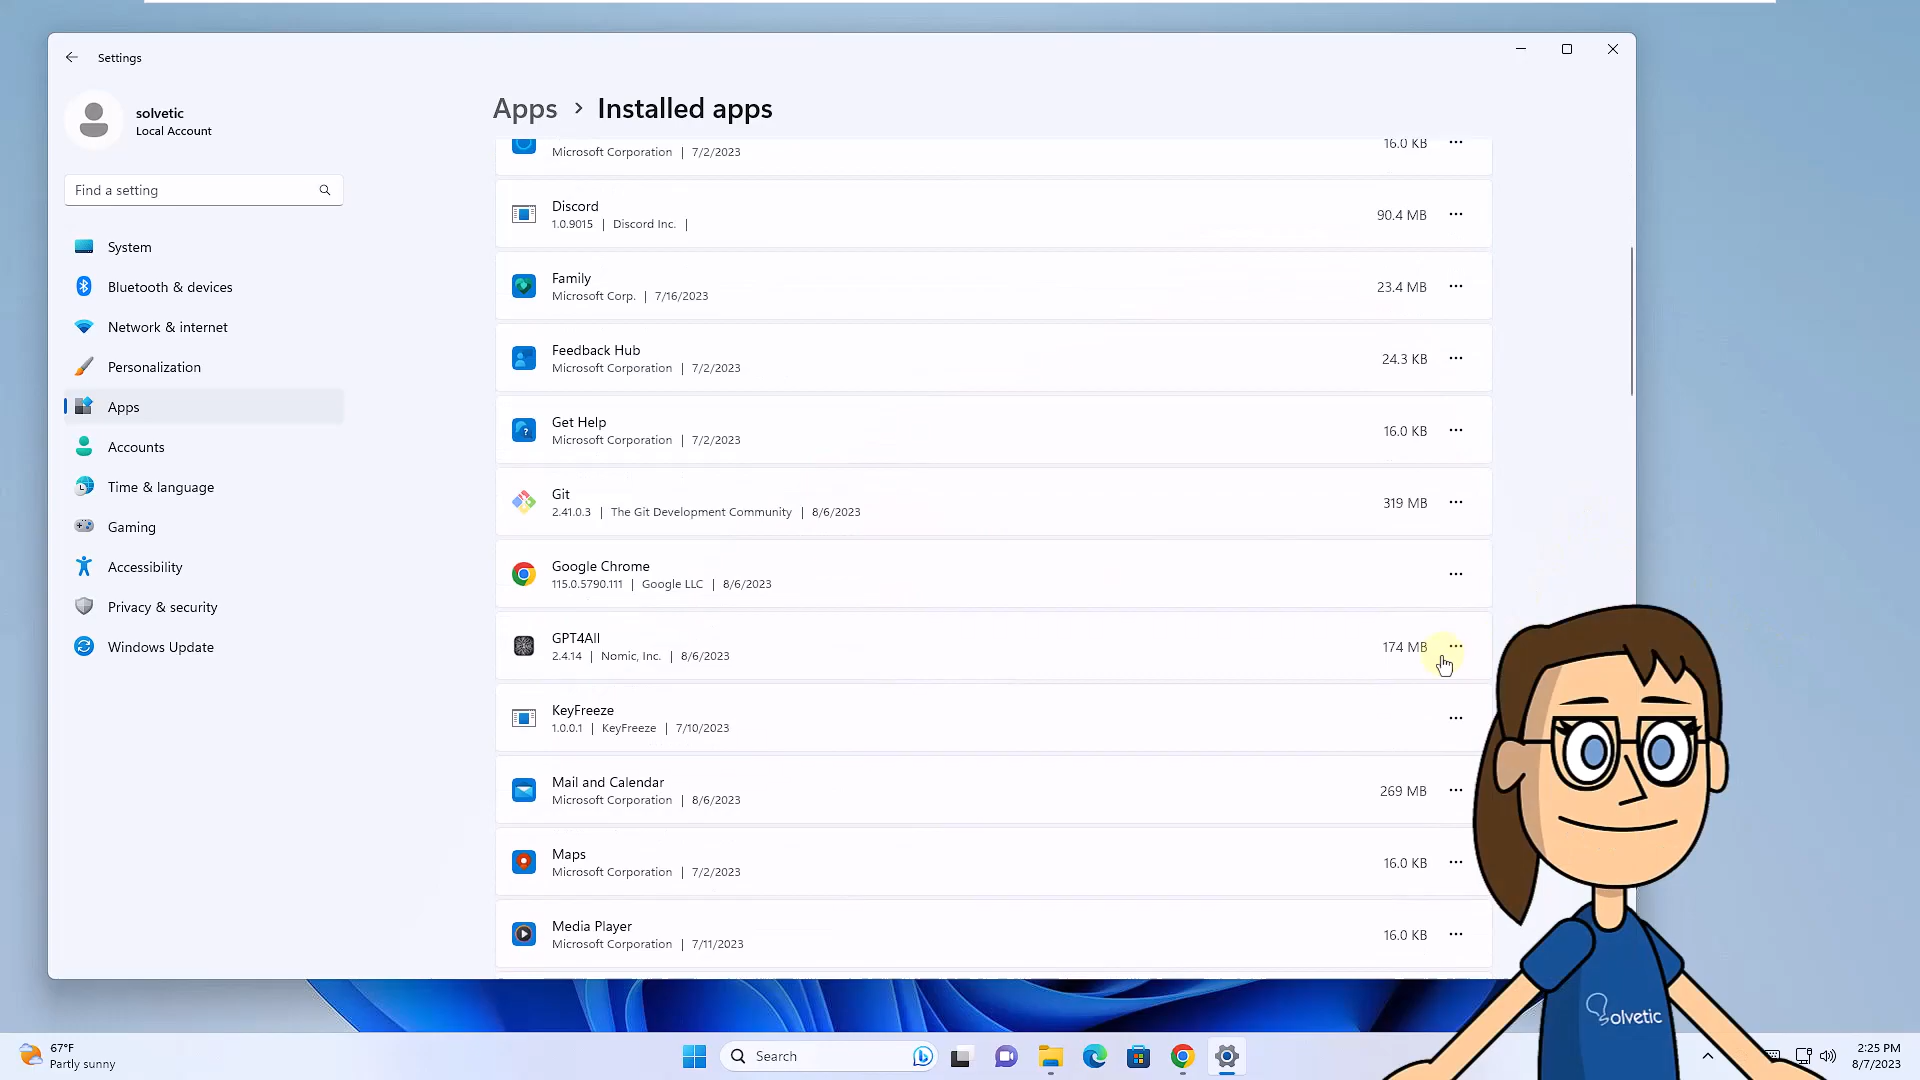 Settings
solvetic
Local Account
Find a setting
System
Bluetooth & devices
Network & internet
Personalization
Apps
Accounts
Time & language
Gaming
Accessibility
Privacy & security
Windows Update
Apps > Installed apps
Microsoft Corporation | 7/2/2023
16.0 KB
Discord
1.0.9015 | Discord Inc. |
90.4 MB
Family
Microsoft Corp. | 7/16/2023
23.4 MB
Feedback Hub
Microsoft Corporation | 7/2/2023
24.3 KB
Get Help
Microsoft Corporation | 7/2/2023
16.0 KB
Git
2.41.0.3 | The Git Development Community | 8/6/2023
319 MB
Google Chrome
115.0.5790.111 | Google LLC | 8/6/2023
GPT4All
2.4.14 | Nomic, Inc. | 8/6/2023
174 MB
KeyFreeze
1.0.0.1 | KeyFreeze | 7/10/2023
Mail and Calendar
Microsoft Corporation | 8/6/2023
269 MB
Maps
Microsoft Corporation | 7/2/2023
16.0 KB
Media Player
Microsoft Corporation | 7/11/2023
16.0 KB
Solvetic
67°F
Partly sunny
Search
2:25 PM
8/7/2023